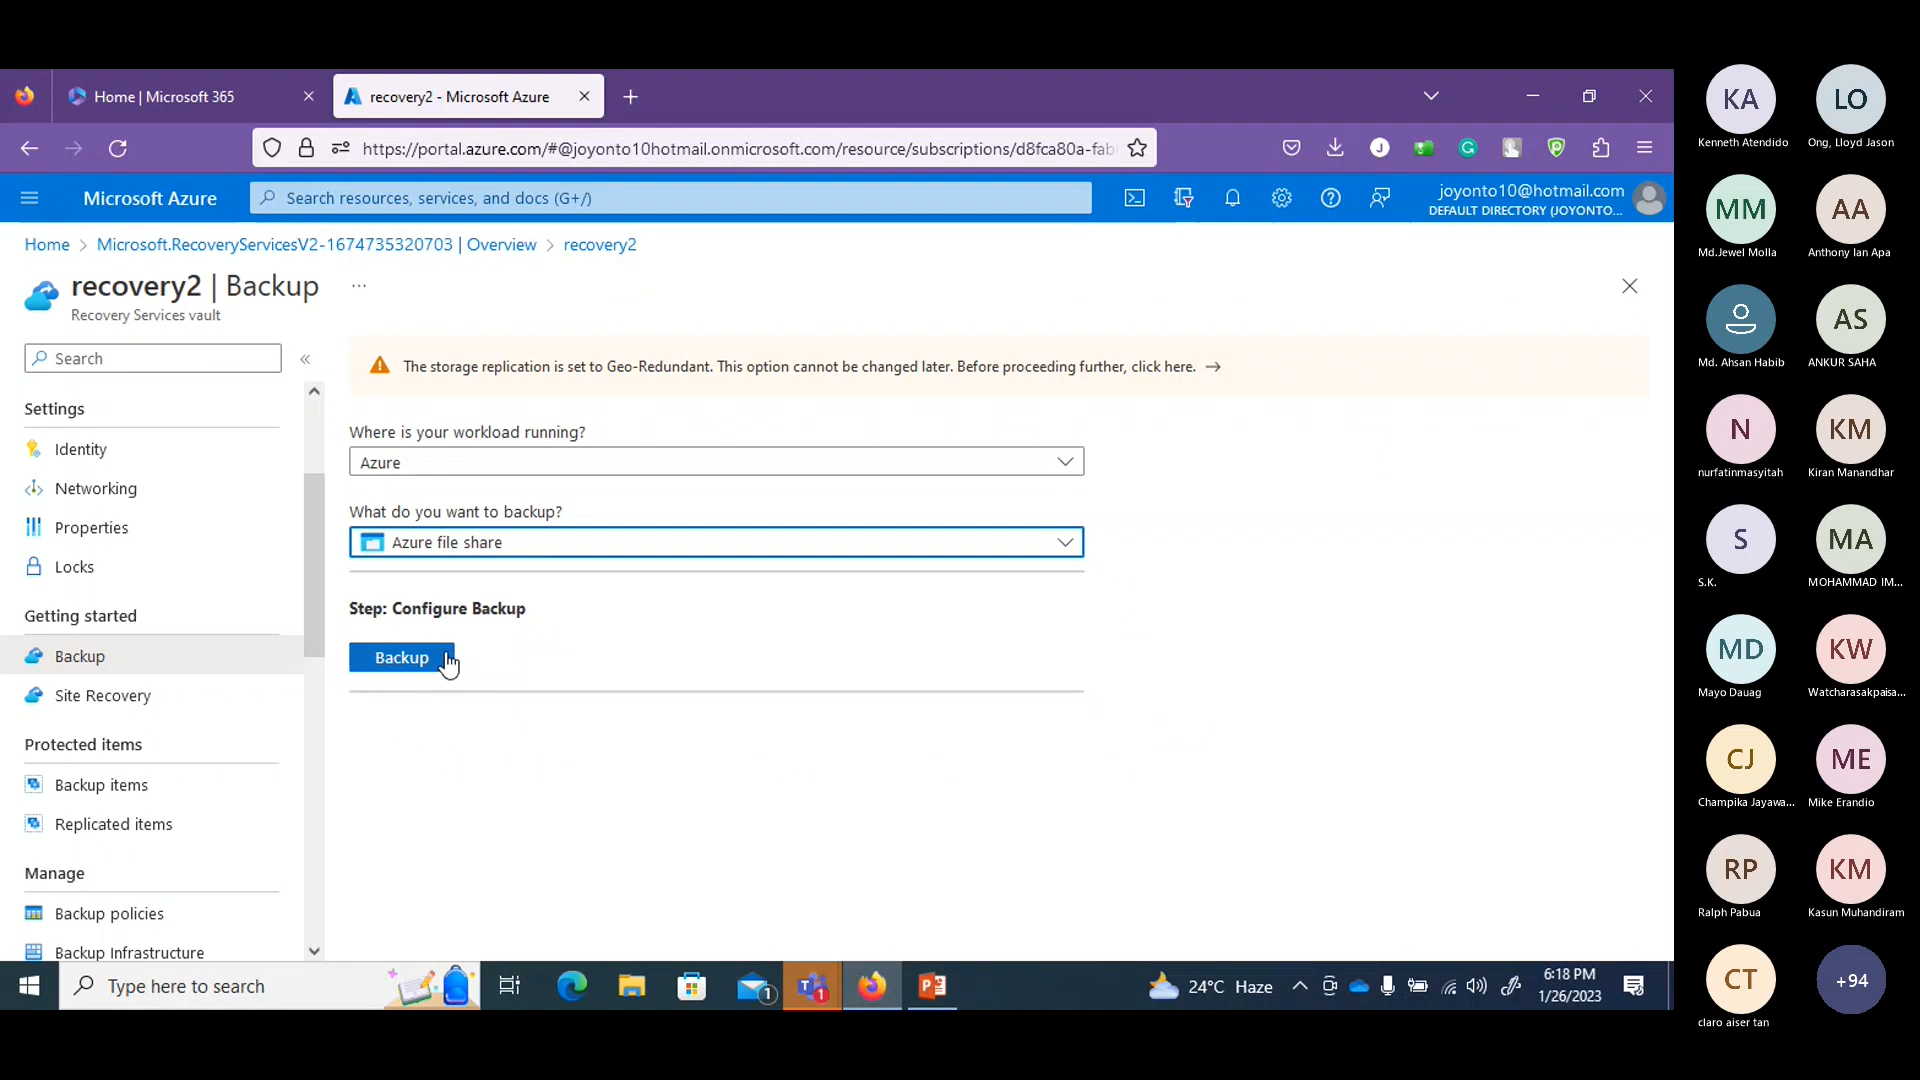 Home | Microsoft 365
recovery2 - Microsoft Azure
https://portal.azure.com/#@joyonto10hotmail.onmicrosoft.com/resource/subscriptions/d8fca80a-fab
Microsoft Azure
Search resources, services, and docs (G+/)
joyonto10@hotmail.com
DEFAULT DIRECTORY (JOYONTO...
Home > Microsoft.RecoveryServicesV2-1674735320703 | Overview > recovery2
recovery2 | Backup ...
Recovery Services vault
Search
Settings
Identity
Networking
Properties
Locks
Getting started
Backup
Site Recovery
Protected items
Backup items
Replicated items
Manage
Backup policies
Backup Infrastructure
The storage replication is set to Geo-Redundant. This option cannot be changed later. Before proceeding further, click here. →
Where is your workload running?
Azure
What do you want to backup?
Azure file share
Step: Configure Backup
Backup
Type here to search
1
1
24°C Haze
6:18 PM
1/26/2023
KA
Kenneth Atendido
LO
Ong, Lloyd Jason
MM
Md.Jewel Molla
AA
Anthony Ian Apa
Md. Ahsan Habib
AS
ANKUR SAHA
N
nurfatinmasyitah
KM
Kiran Manandhar
S
S.K.
MA
MOHAMMAD IM...
MD
Mayo Dauag
KW
Watcharasakpaisa...
CJ
Champika Jayawa...
ME
Mike Erandio
RP
Ralph Pabua
KM
Kasun Muhandiram
CT
claro aiser tan
+94